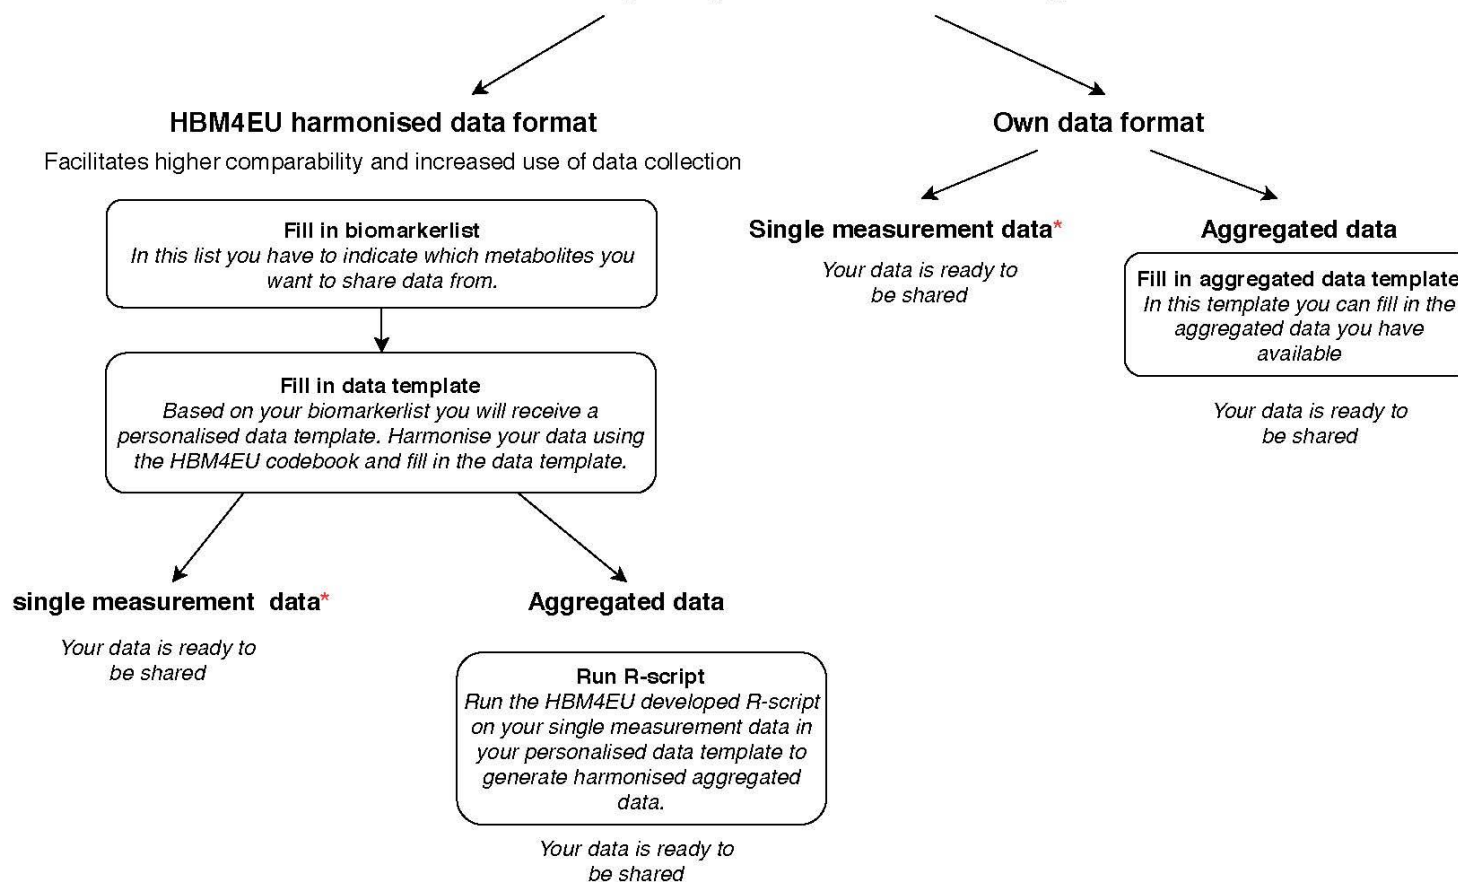 HBM4EU harmonised data format
Facilitates higher comparability and increased use of data collection
Fill in biomarkerlist
In this list you have to indicate which metabolites you
want to share data from.
Fill in data template
Based on your biomarkerlist you will receive a
personalised data template. Harmonise your data using
the HBM4EU codebook and fill in the data template.
single measurement data*
Your data is ready to
be shared
Aggregated data
Run R-script
Run the HBM4EU developed R-script
on your single measurement data in
your personalised data template to
generate harmonised aggregated
data.
Your data is ready to
be shared
Own data format
Single measurement data*
Your data is ready to
be shared
Aggregated data
Fill in aggregated data template
In this template you can fill in the
aggregated data you have
available
Your data is ready to
be shared